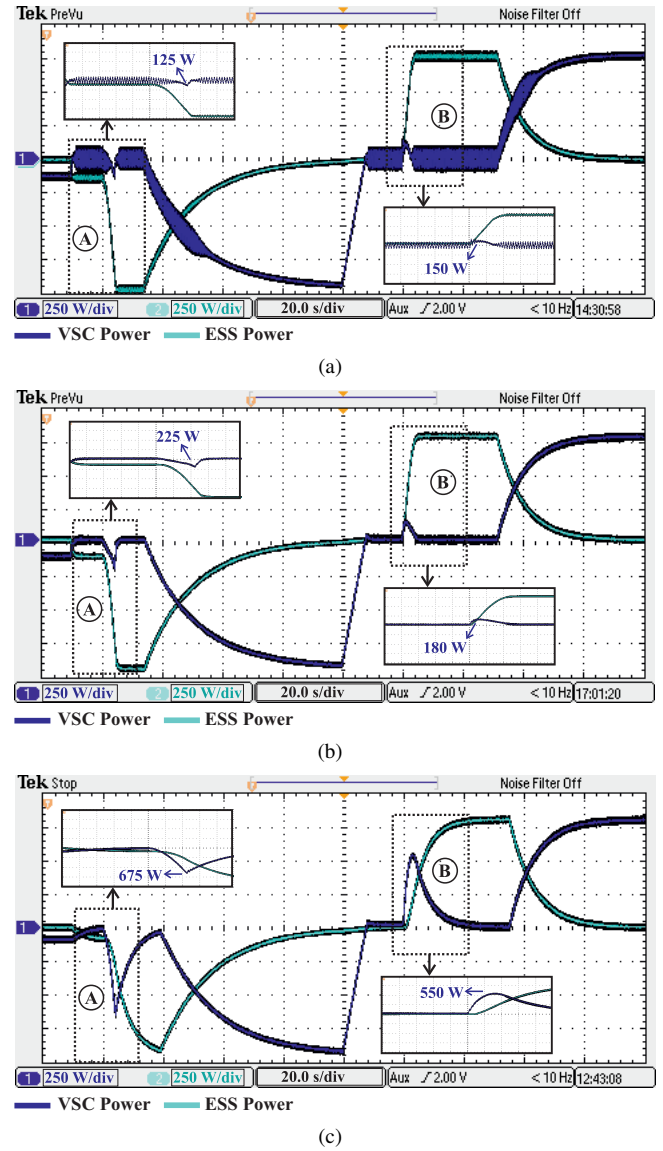 Tek PreVu Noise Filter Off
T
125 W
B
1
A
150 W
1 250 W/div 2 250 W/div 20.0 s/div Aux ƒ 2.00 V < 10 Hz 14:30:58
VSC Power ESS Power
(a)
Tek PreVu Noise Filter Off
T
225 W
B
1
A
180 W
1 250 W/div 2 250 W/div 20.0 s/div Aux ƒ 2.00 V < 10 Hz 17:01:20
VSC Power ESS Power
(b)
Tek Stop Noise Filter Off
T
675 W
B
1
550 W
A
1 250 W/div 2 250 W/div 20.0 s/div Aux ƒ 2.00 V < 10 Hz 12:43:08
VSC Power ESS Power
(c)